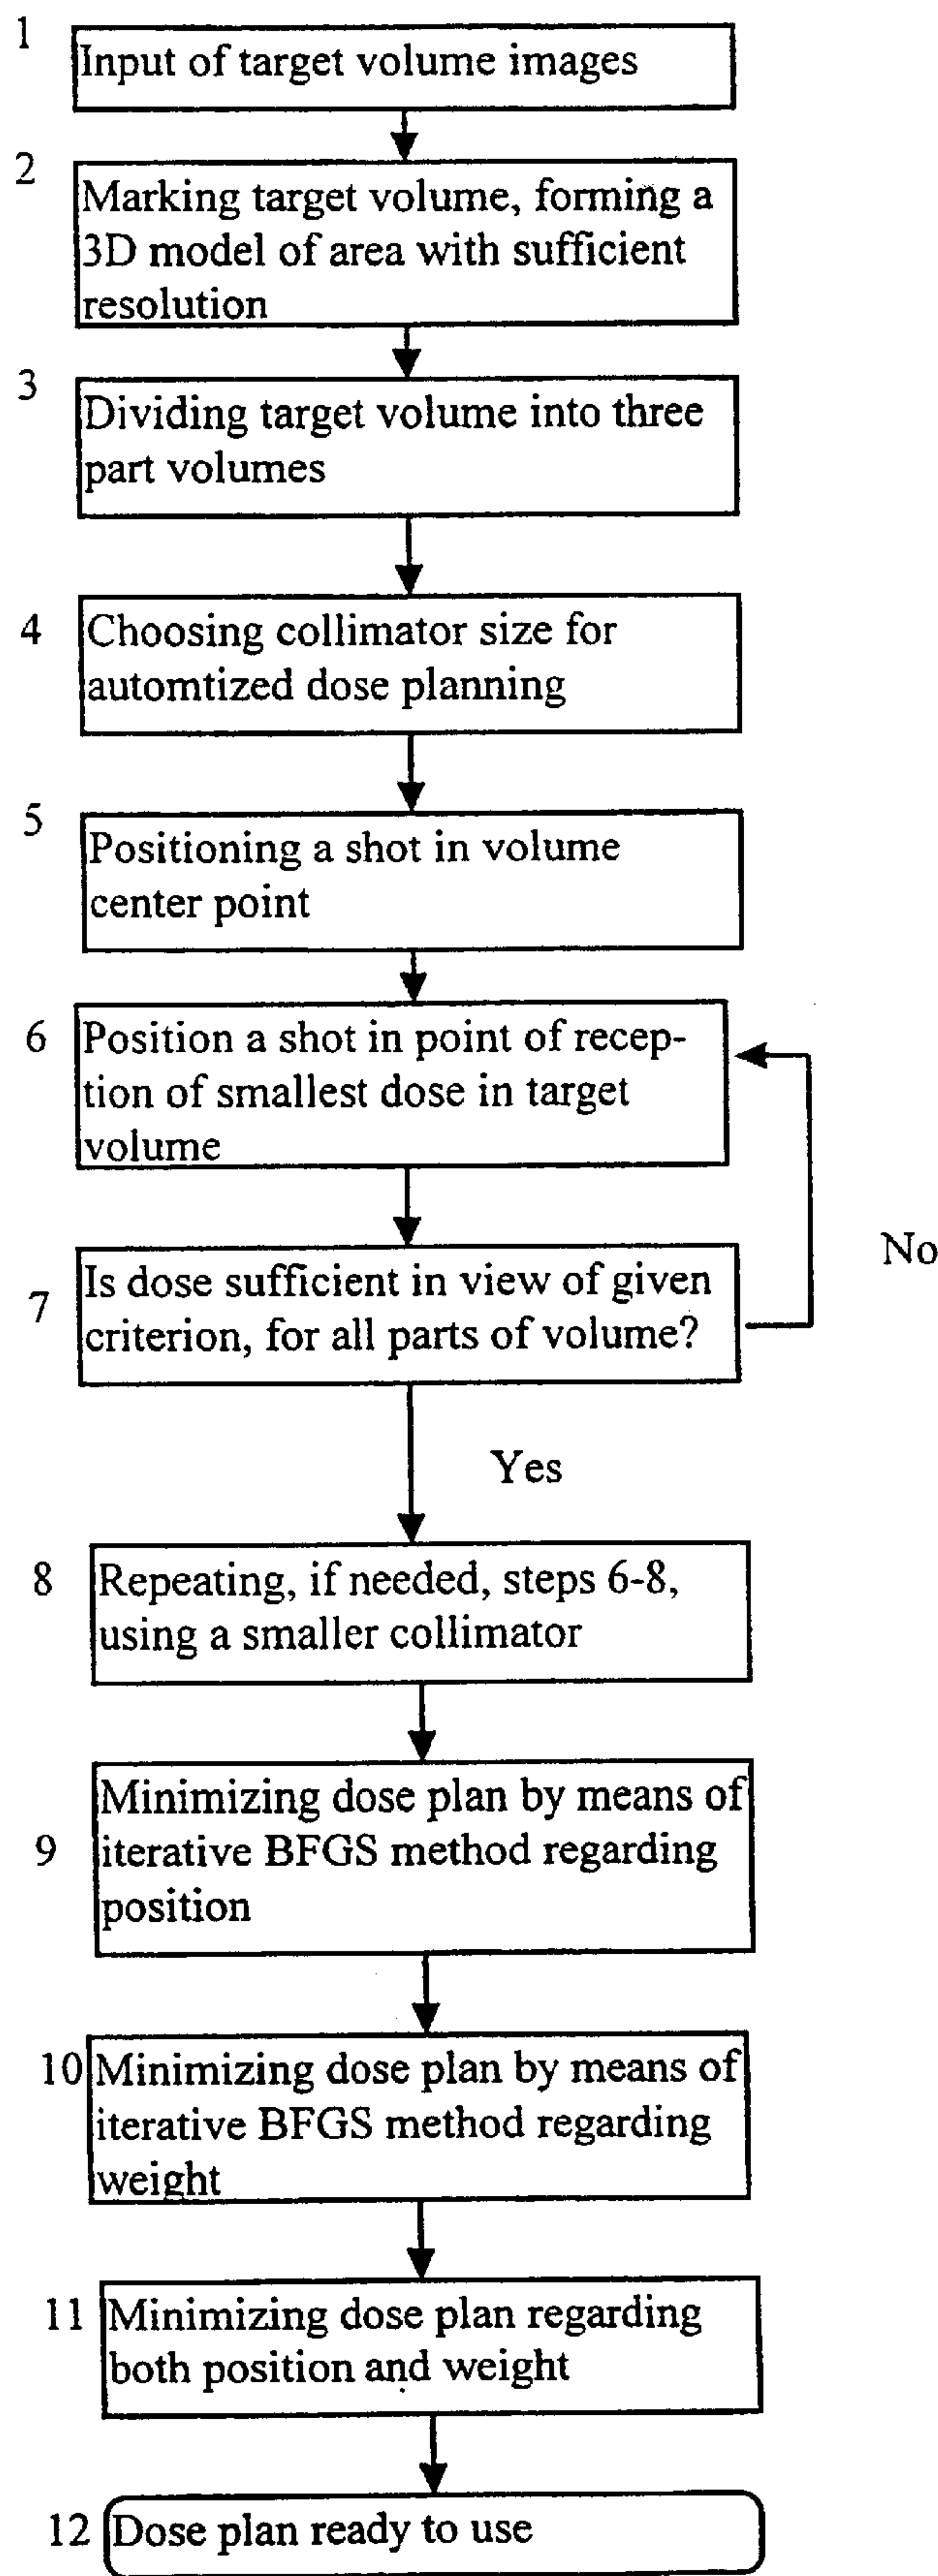 1
Input of target volume images
2
Marking target volume, forming a
3D model of area with sufficient
resolution
3
Dividing target volume into three
part volumes
4
Choosing collimator size for
automtized dose planning
5
Positioning a shot in volume
center point
6
Position a shot in point of recep-
tion of smallest dose in target
volume
No
7
Is dose sufficient in view of given
criterion, for all parts of volume?
Yes
8
Repeating, if needed, steps 6-8,
using a smaller collimator
9
Minimizing dose plan by means of
iterative BFGS method regarding
position
10
Minimizing dose plan by means of
iterative BFGS method regarding
weight
11
Minimizing dose plan regarding
both position and weight
12
Dose plan ready to use